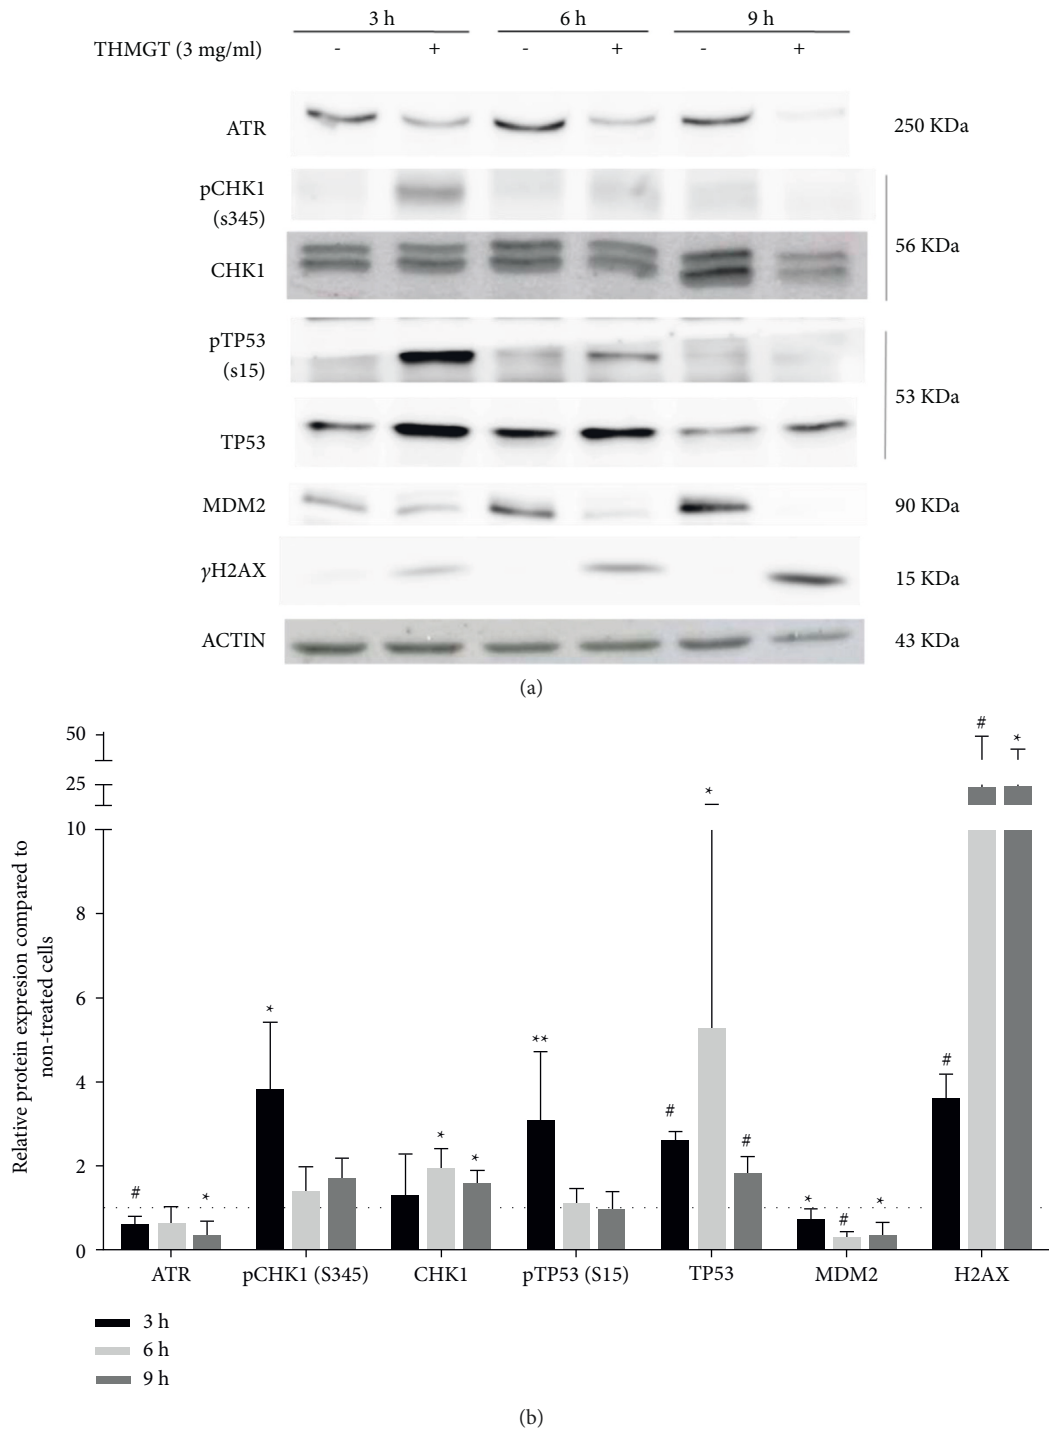 3 h 6 h 9 h
THMGT (3 mg/ml) - + - + - +
ATR 250 KDa
pCHK1
(s345)
56 KDa
CHK1
pTP53
(s15)
53 KDa
TP53
MDM2 90 KDa
γH2AX 15 KDa
ACTIN 43 KDa
(a)
Relative protein expresion compared to
non-treated cells
50
25
10
8
6
4
2
0
# *
*
* *
**
# * #
* # *
# # *
ATR pCHK1 (S345) CHK1 pTP53 (S15) TP53 MDM2 H2AX
3 h
6 h
9 h
(b)